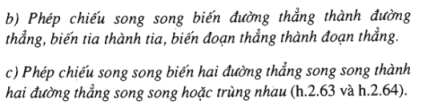 b) Phép chiếu song song biến đường thẳng thành đường
thẳng, biến tia thành tia, biến đoạn thẳng thành đoạn thẳng.
c) Phép chiếu song song biến hai đường thẳng song song thành
hai đường thẳng song song hoặc trùng nhau (h.2.63 và h.2.64).